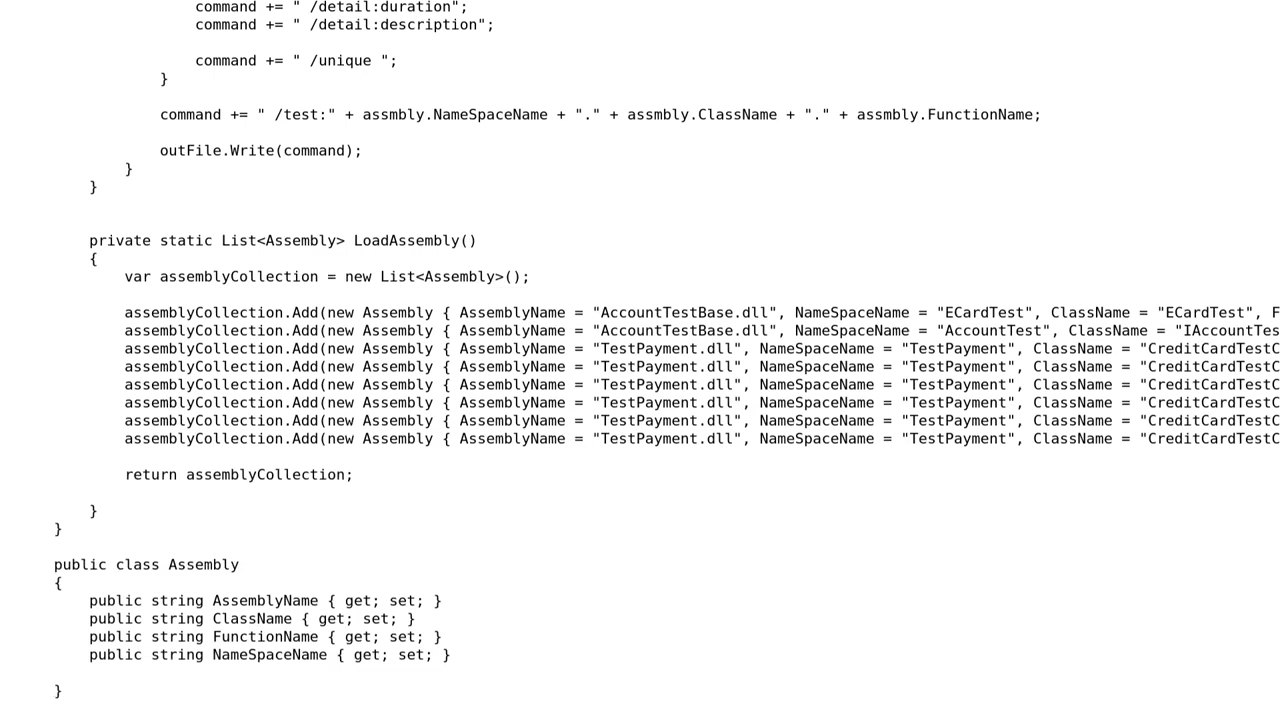 command += " /detail:duration";
command += " /detail:description";
command += " /unique ";
}
command += " /test:" + assmbly.NameSpaceName + "." + assmbly.ClassName + "." + assmbly.FunctionName;
outFile.Write(command);
}
}
private static List<Assembly> LoadAssembly()
{
var assemblyCollection = new List<Assembly>();
assemblyCollection.Add(new Assembly { AssemblyName = "AccountTestBase.dll", NameSpaceName = "ECardTest", ClassName = "ECardTest", F
assemblyCollection.Add(new Assembly { AssemblyName = "AccountTestBase.dll", NameSpaceName = "AccountTest", ClassName = "IAccountTes
assemblyCollection.Add(new Assembly { AssemblyName = "TestPayment.dll", NameSpaceName = "TestPayment", ClassName = "CreditCardTestC
assemblyCollection.Add(new Assembly { AssemblyName = "TestPayment.dll", NameSpaceName = "TestPayment", ClassName = "CreditCardTestC
assemblyCollection.Add(new Assembly { AssemblyName = "TestPayment.dll", NameSpaceName = "TestPayment", ClassName = "CreditCardTestC
assemblyCollection.Add(new Assembly { AssemblyName = "TestPayment.dll", NameSpaceName = "TestPayment", ClassName = "CreditCardTestC
assemblyCollection.Add(new Assembly { AssemblyName = "TestPayment.dll", NameSpaceName = "TestPayment", ClassName = "CreditCardTestC
assemblyCollection.Add(new Assembly { AssemblyName = "TestPayment.dll", NameSpaceName = "TestPayment", ClassName = "CreditCardTestC
return assemblyCollection;
}
}
public class Assembly
{
public string AssemblyName { get; set; }
public string ClassName { get; set; }
public string FunctionName { get; set; }
public string NameSpaceName { get; set; }
}